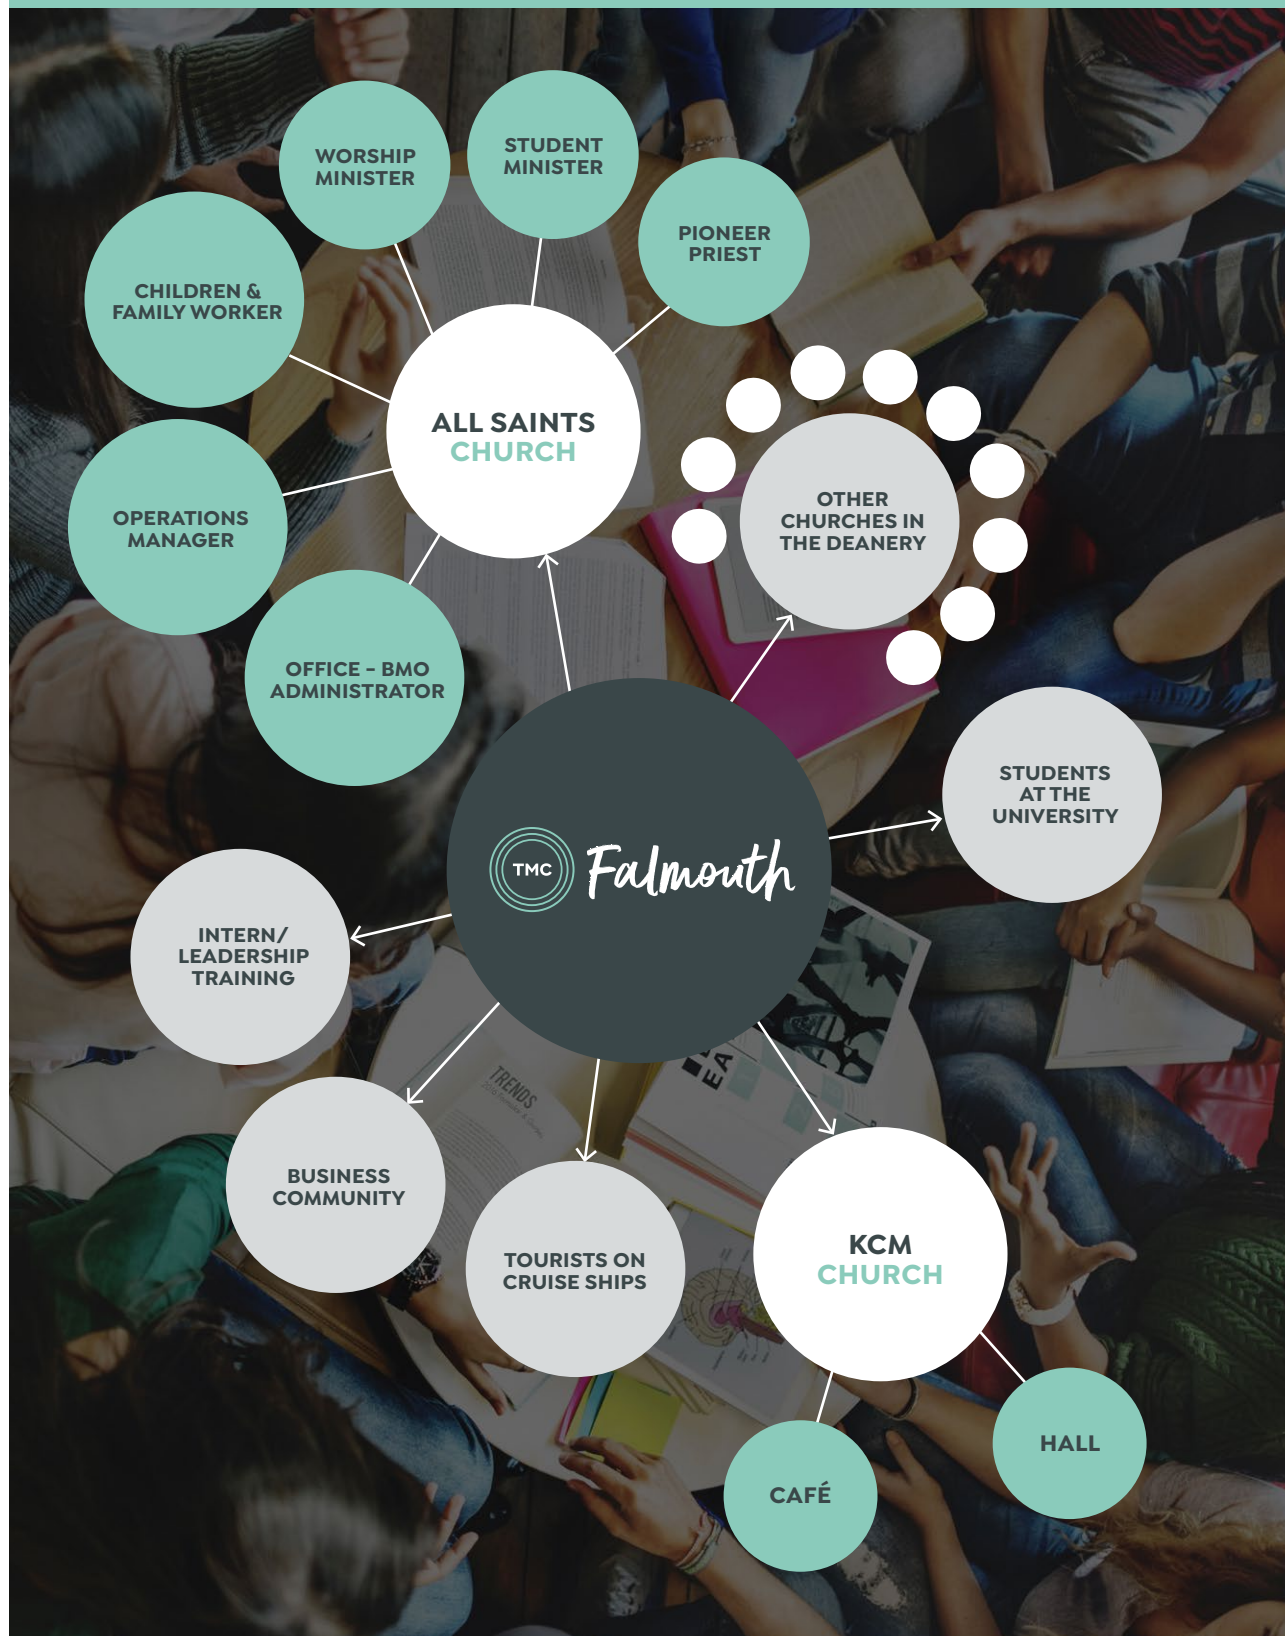 WORSHIP
MINISTER
STUDENT
MINISTER
PIONEER
PRIEST
CHILDREN &
FAMILY WORKER
ALL SAINTS
CHURCH
OPERATIONS
MANAGER
OTHER
CHURCHES IN
THE DEANERY
OFFICE – BMO
ADMINISTRATOR
STUDENTS
AT THE
UNIVERSITY
TMC Falmouth
INTERN/
LEADERSHIP
TRAINING
TRENDS
BUSINESS
COMMUNITY
TOURISTS ON
CRUISE SHIPS
KCM
CHURCH
HALL
CAFÉ